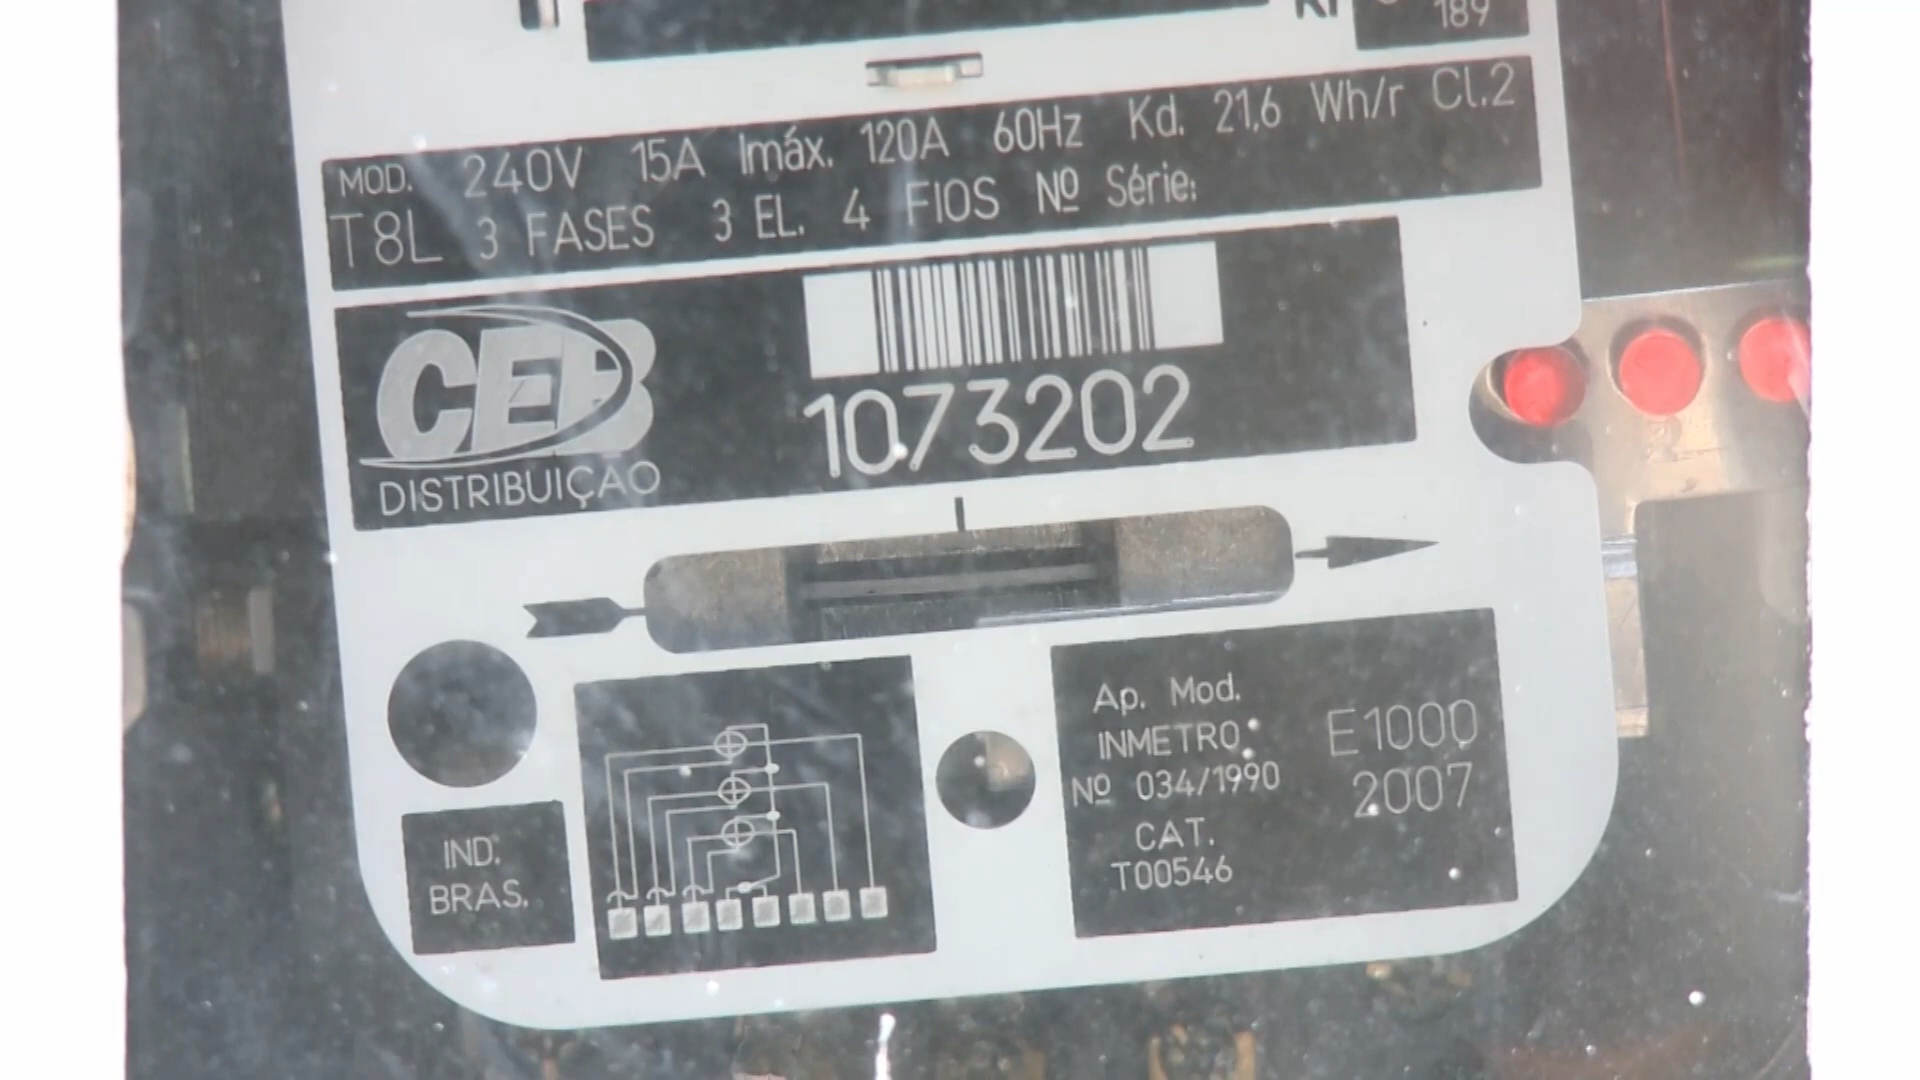 189
MOD. 240V 15A Imáx. 120A 60Hz Kd. 21,6 Wh/r Cl.2
T8L 3 FASES 3 EL. 4 FIOS Nº Série:
CEB
DISTRIBUIÇÃO
1073202
IND.
BRAS.
Ap. Mod.
INMETRO:
Nº 034/1990
CAT.
T00546
E1000
2007